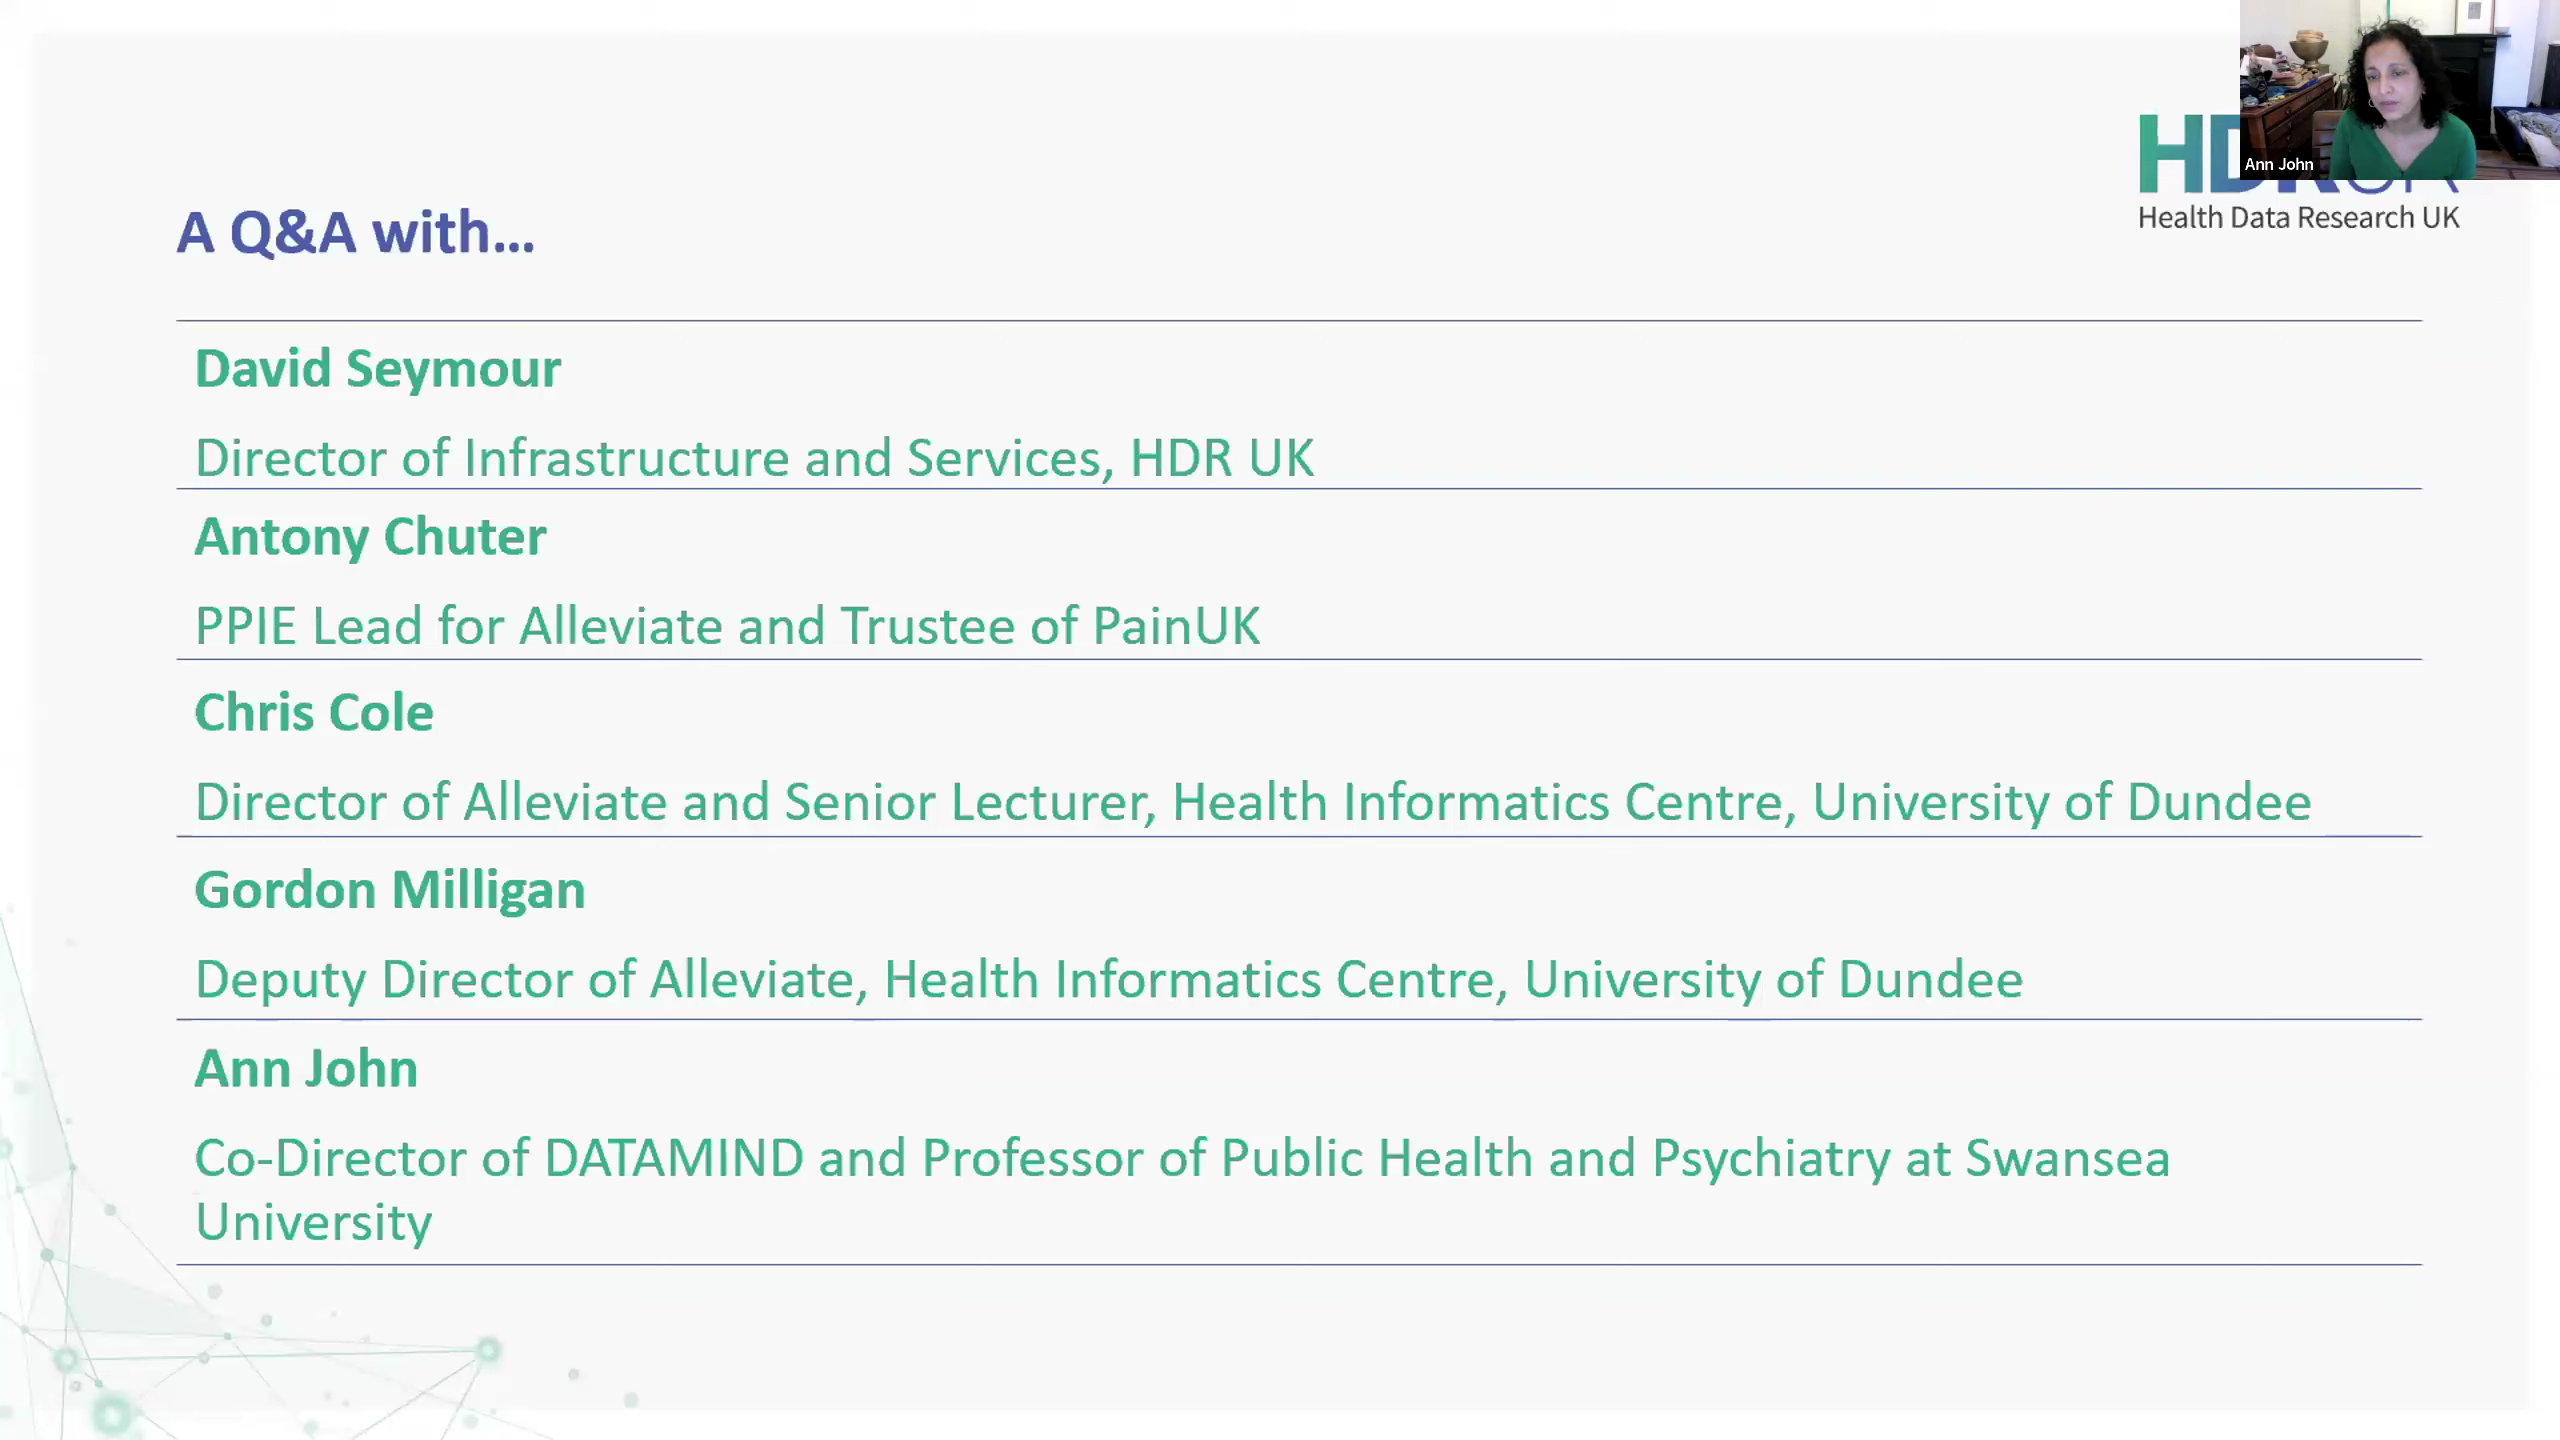 Ann John
Health Data Research UK
A Q&A with...
David Seymour
Director of Infrastructure and Services, HDR UK
Antony Chuter
PPIE Lead for Alleviate and Trustee of PainUK
Chris Cole
Director of Alleviate and Senior Lecturer, Health Informatics Centre, University of Dundee
Gordon Milligan
Deputy Director of Alleviate, Health Informatics Centre, University of Dundee
Ann John
Co-Director of DATAMIND and Professor of Public Health and Psychiatry at Swansea
University